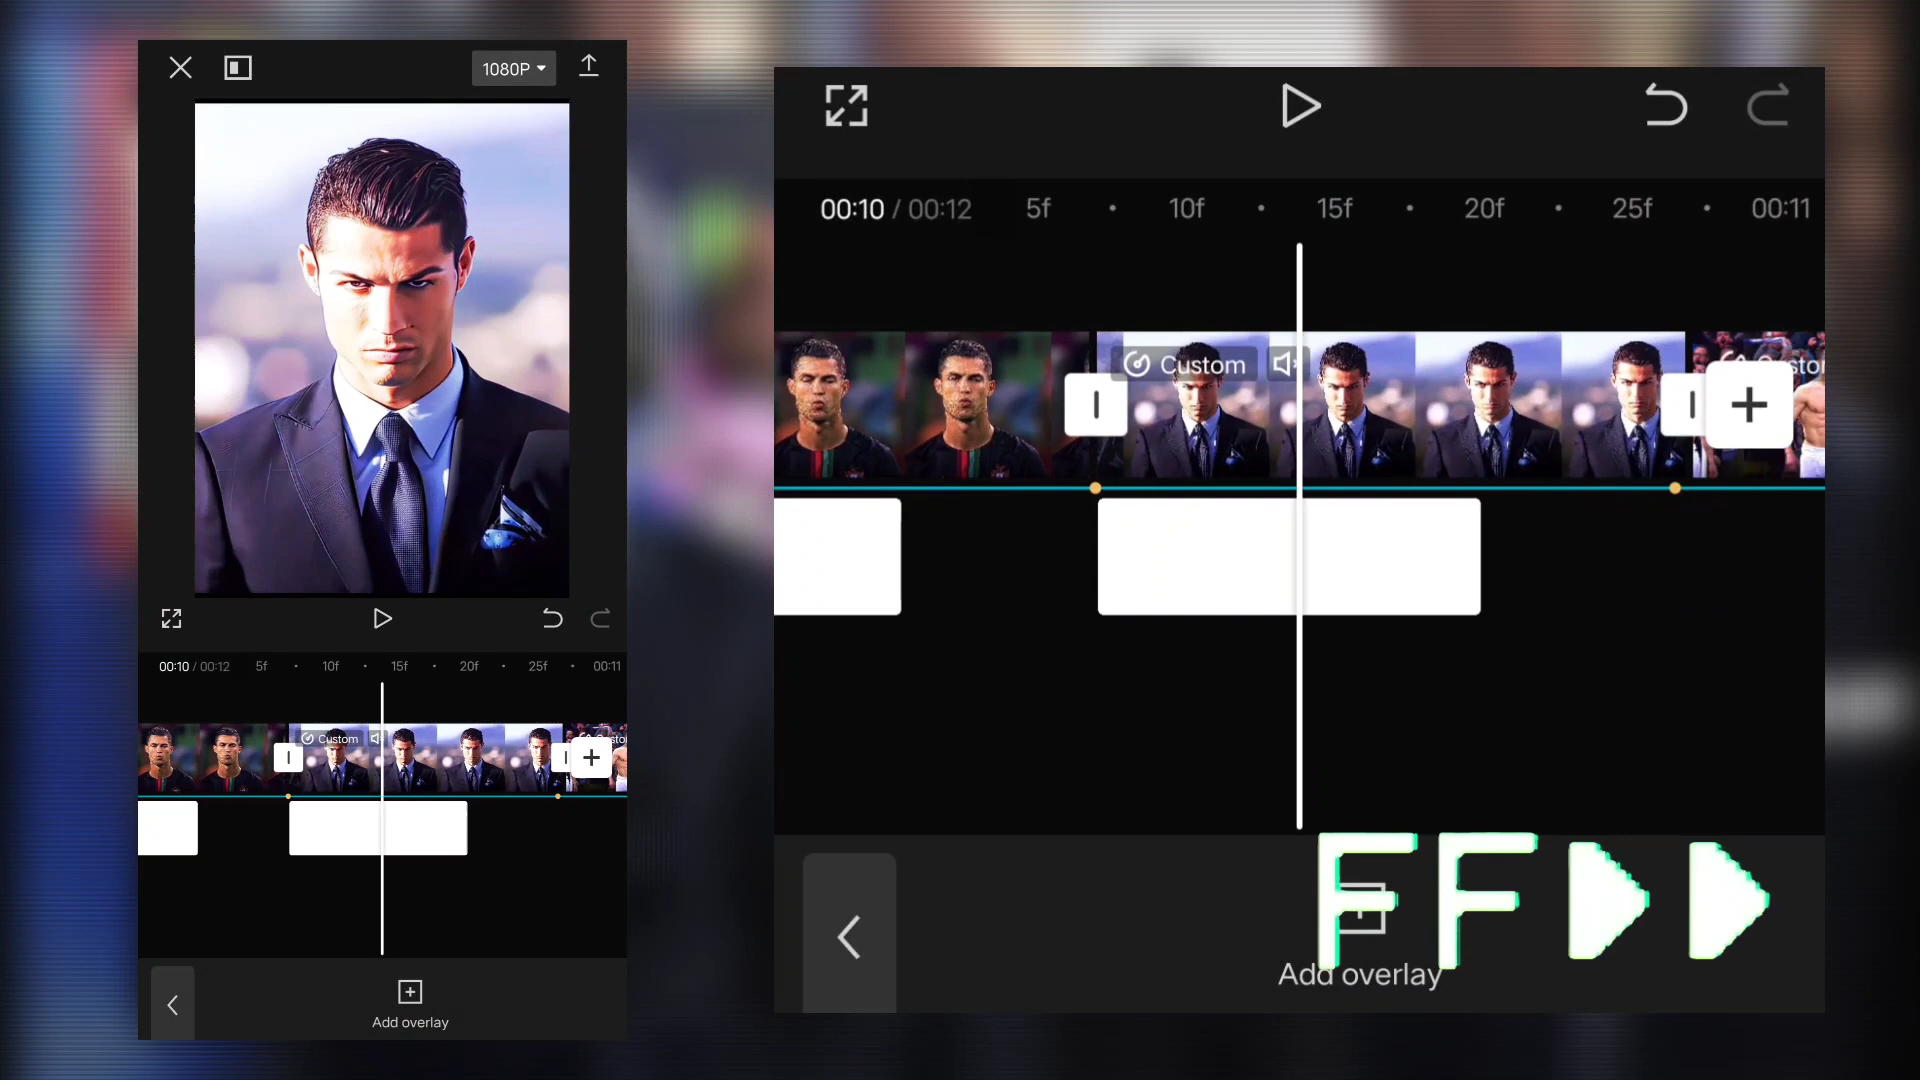 1080P
00:10 / 00:12 5f 10f 15f 20f 25f 00:11
Custom
Add overlay
00:10 / 00:12 5f 10f 15f 20f 25f 00:11
Custom
FF
Add overlay